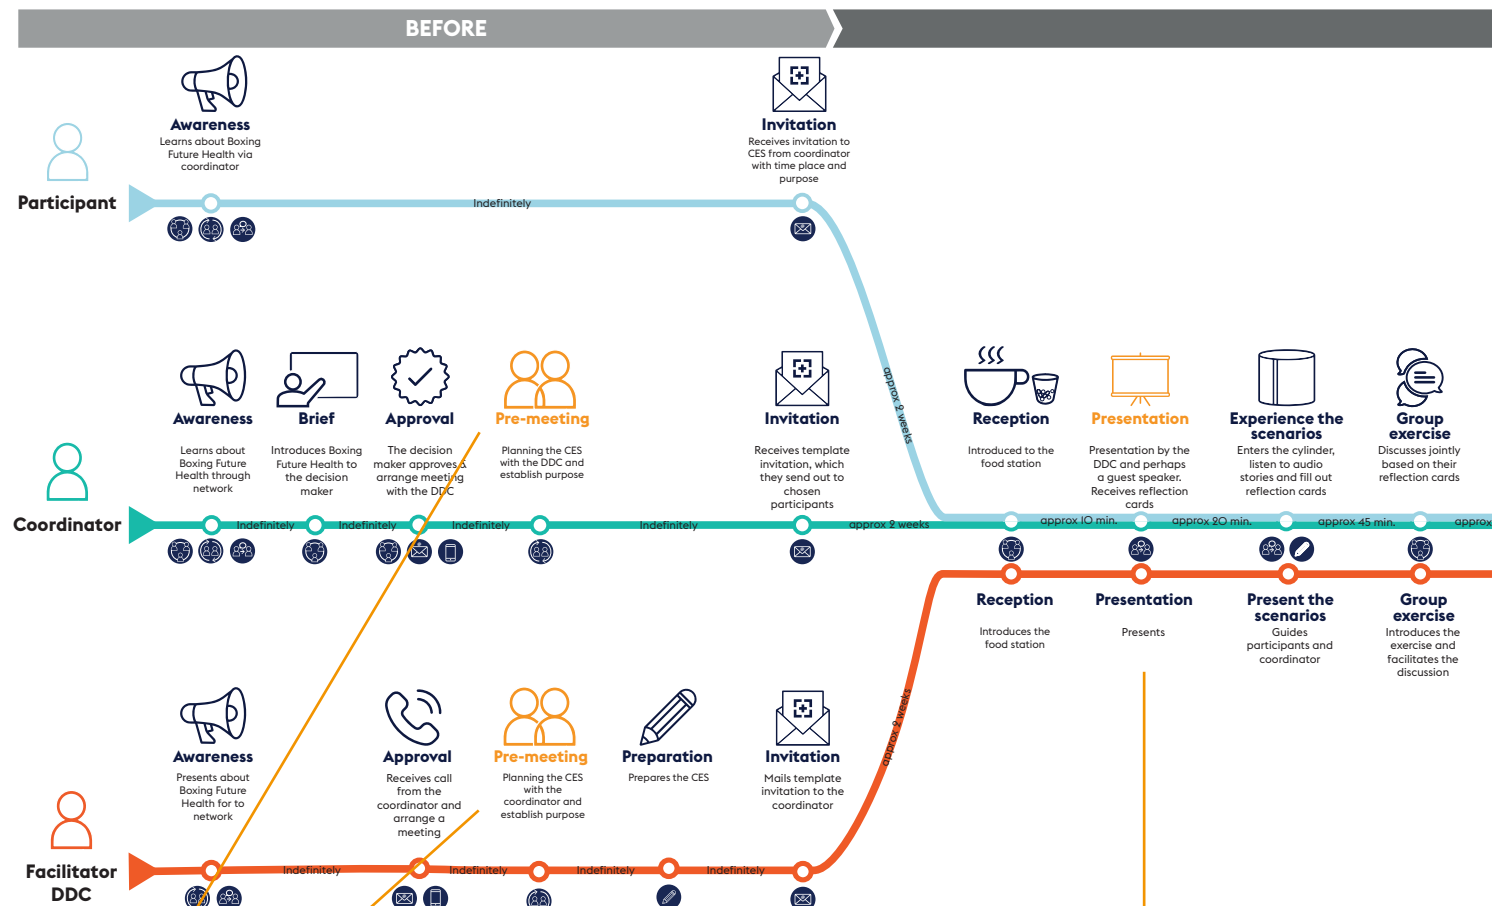 BEFORE
Awareness
Learns about Boxing
Future Health via
coordinator
Invitation
Receives invitation to
CES from coordinator
with time place and
purpose
Participant
Indefinitely
approx 2 weeks
Awareness
Learns about
Boxing Future
Health through
network
Brief
Introduces Boxing
Future Health to
the decision
maker
Approval
The decision
maker approves &
arrange meeting
with the DDC
Pre-meeting
Planning the CES
with the DDC and
establish purpose
Invitation
Receives template
invitation, which
they send out to
chosen
participants
Reception
Introduced to the
food station
Presentation
Presentation by the
DDC and perhaps
a guest speaker.
Receives reflection
cards
Experience the
scenarios
Enters the cylinder,
listen to audio
stories and fill out
reflection cards
Group
exercise
Discusses jointly
based on their
reflection cards
Coordinator
Indefinitely
Indefinitely
Indefinitely
Indefinitely
approx 2 weeks
approx 10 min.
approx 20 min.
approx 45 min.
approx
Reception
Introduces the
food station
Presentation
Presents
Present the
scenarios
Guides
participants and
coordinator
Group
exercise
Introduces the
exercise and
facilitates the
discussion
approx 2 weeks
Awareness
Presents about
Boxing Future
Health for to
network
Approval
Receives call
from the
coordinator and
arrange a
meeting
Pre-meeting
Planning the CES
with the
coordinator and
establish purpose
Preparation
Prepares the CES
Invitation
Mails template
invitation to the
coordinator
Facilitator
DDC
Indefinitely
Indefinitely
Indefinitely
Indefinitely